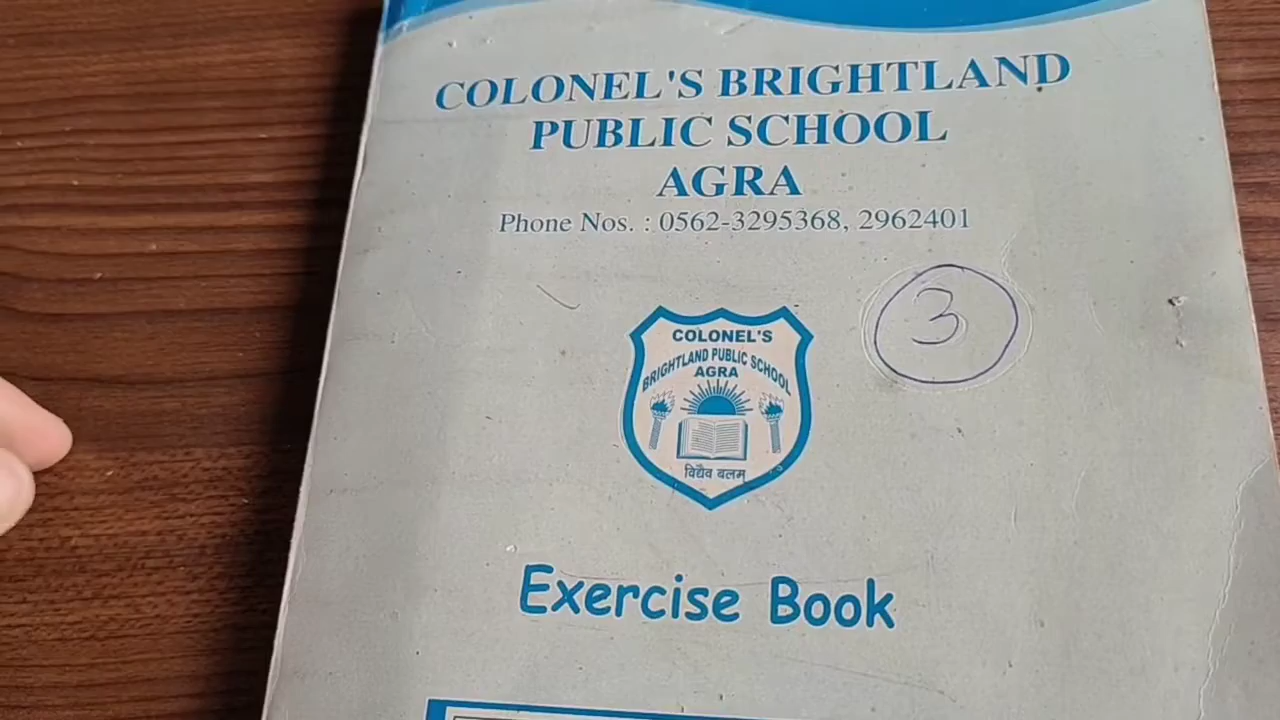 COLONEL'S BRIGHTLAND
PUBLIC SCHOOL
AGRA
Phone Nos. : 0562-3295368, 2962401
3
COLONEL'S
BRIGHTLAND PUBLIC SCHOOL
AGRA
विद्यैव बलम्
Exercise Book